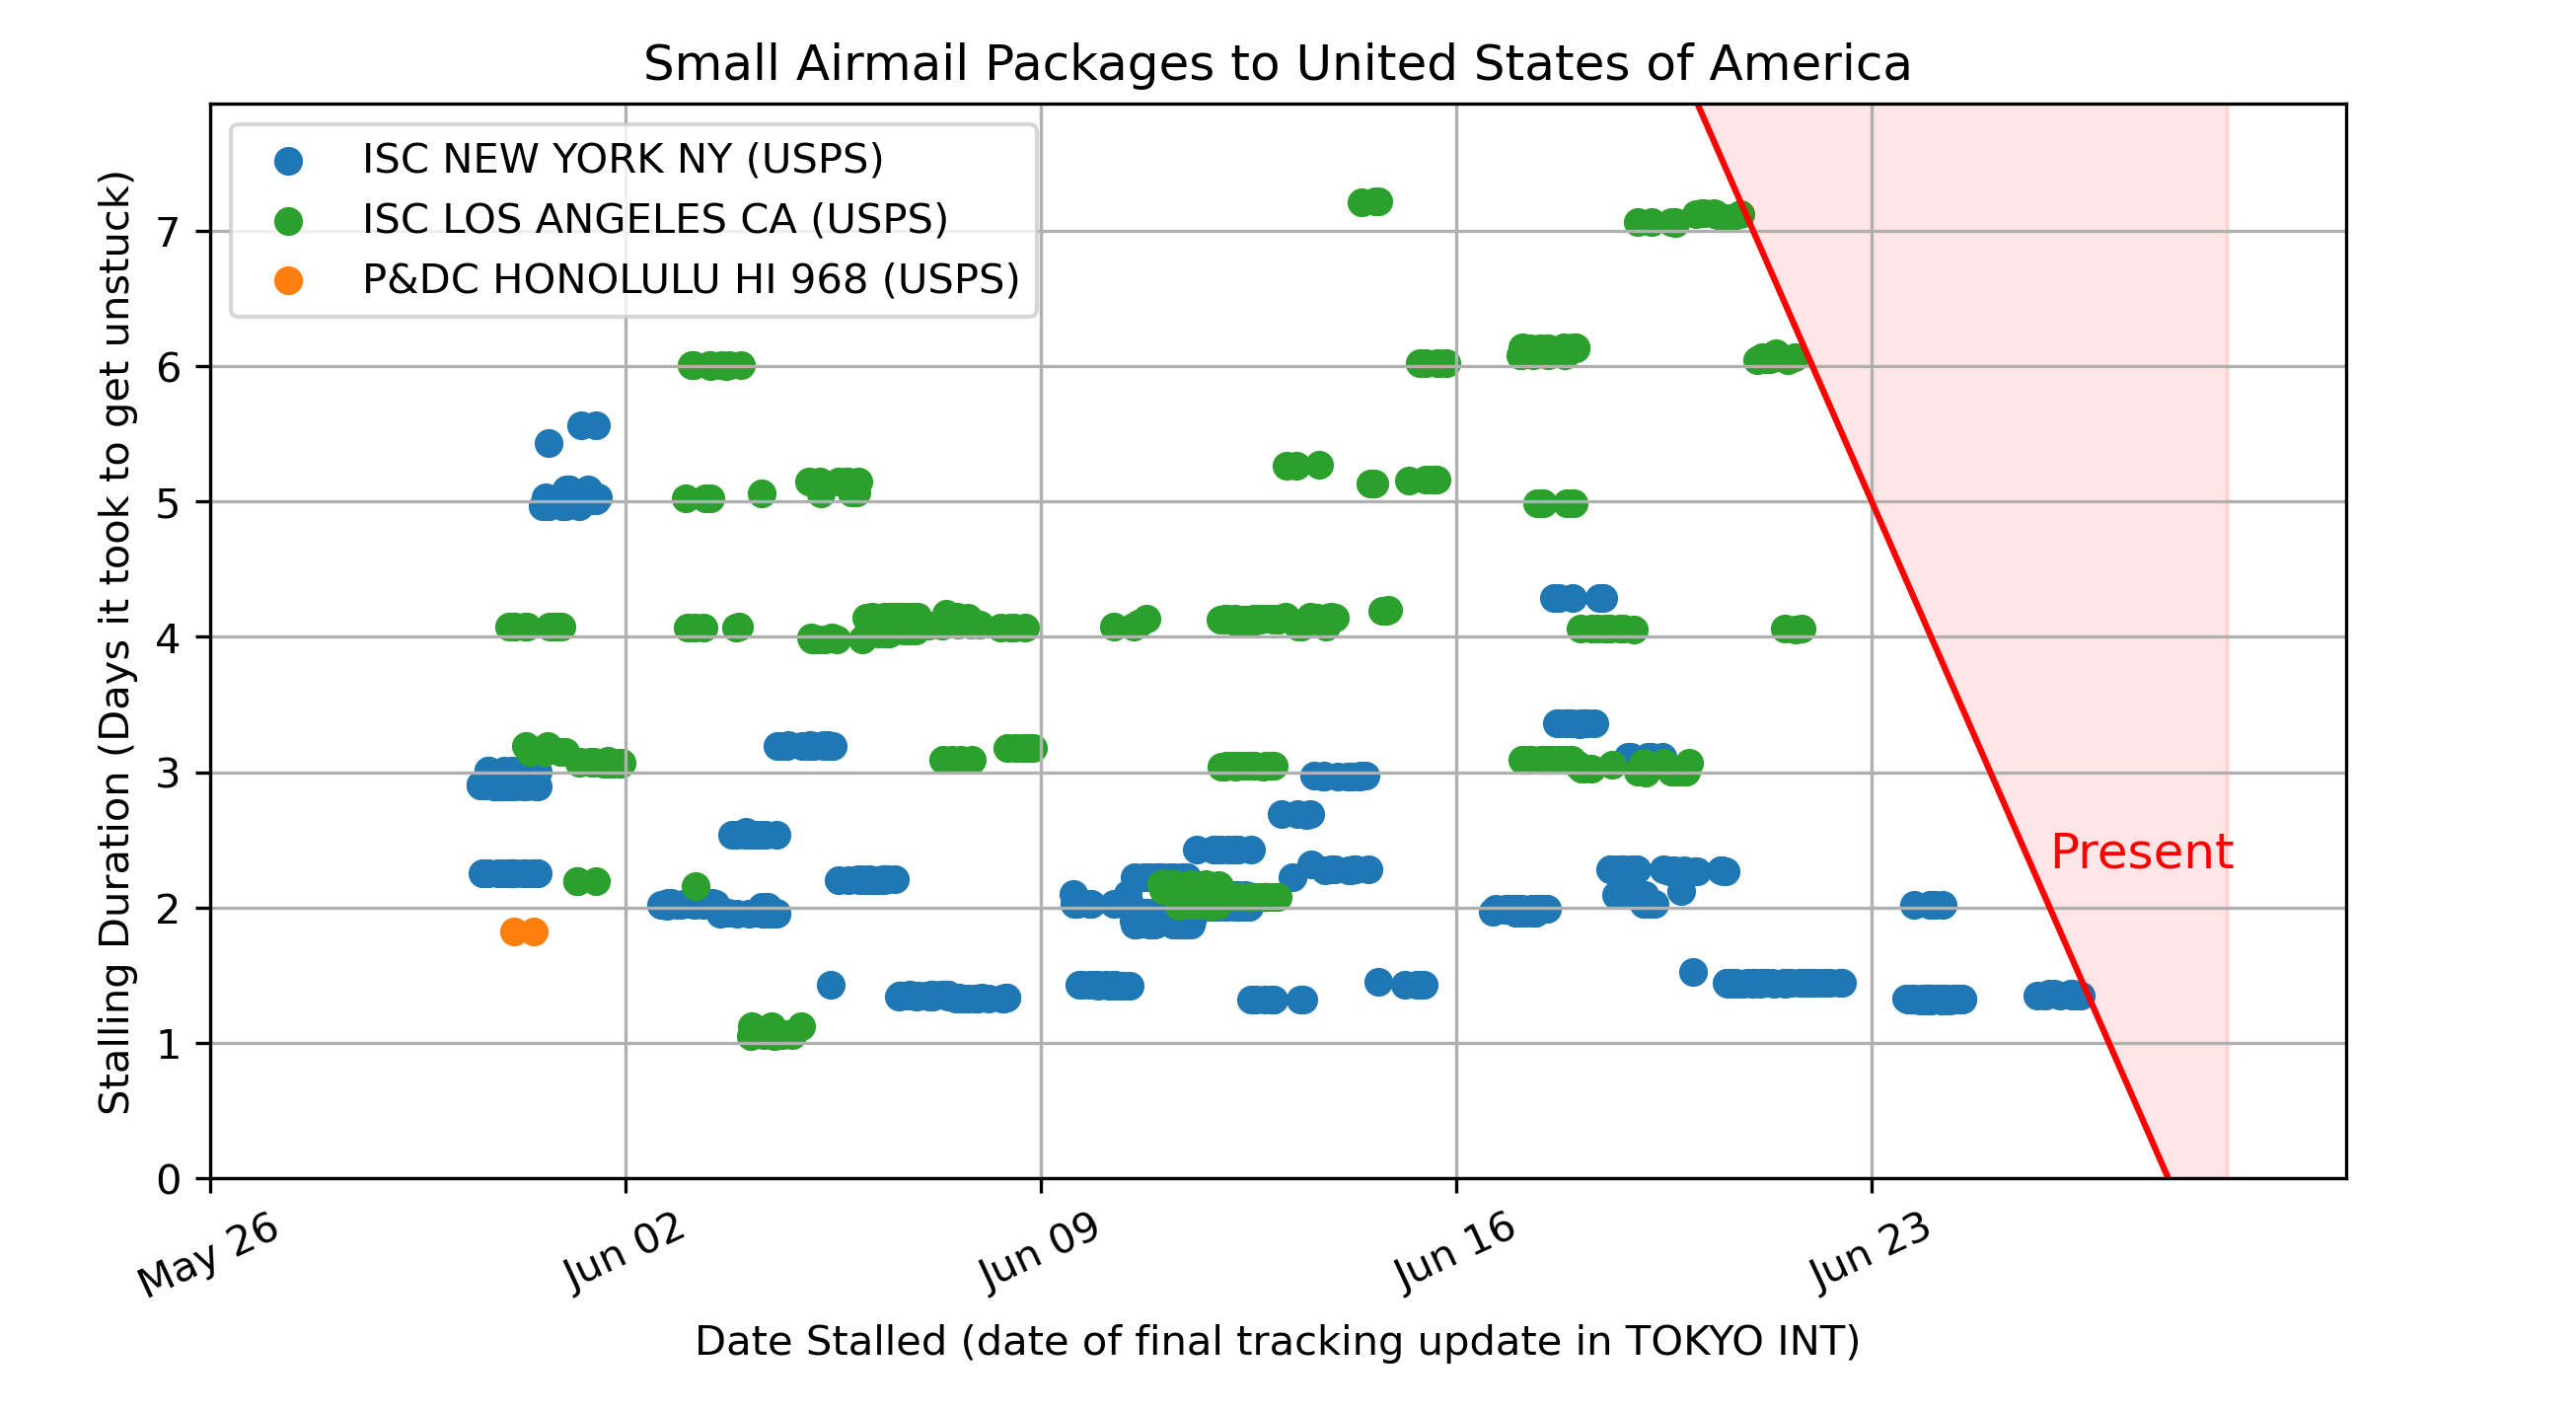 Small Airmail Packages to United States of America
ISC NEW YORK NY (USPS)
ISC LOS ANGELES CA (USPS)
P&DC HONOLULU HI 968 (USPS)
Stalling Duration (Days it took to get unstuck)
7
6
5
4
3
2
1
0
Present
May 26
Jun 02
Jun 09
Jun 16
Jun 23
Date Stalled (date of final tracking update in TOKYO INT)